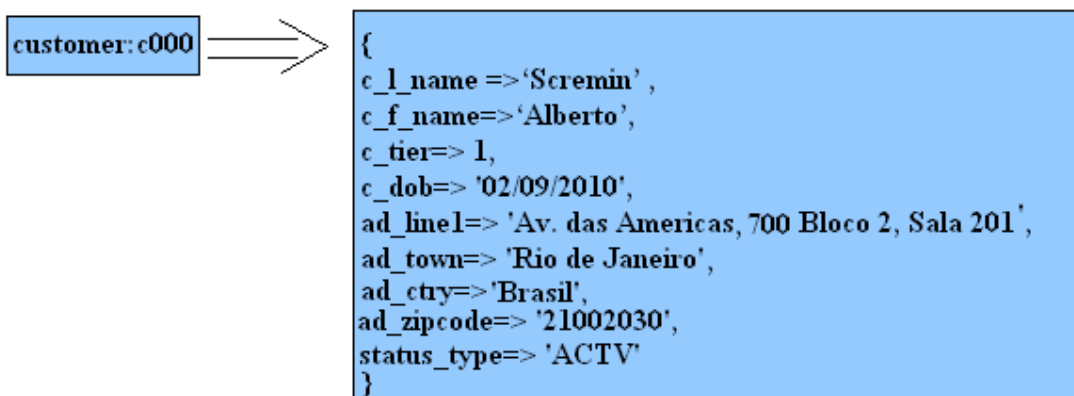 customer:c000
{
c_l_name =>‘Scremin’ ,
c_f_name=>‘Alberto’,
c_tier=> 1,
c_dob=> '02/09/2010',
ad_line1=> 'Av. das Americas, 700 Bloco 2, Sala 201',
ad_town=> 'Rio de Janeiro',
ad_ctry=>'Brasil',
ad_zipcode=> '21002030',
status_type=> 'ACTV'
}